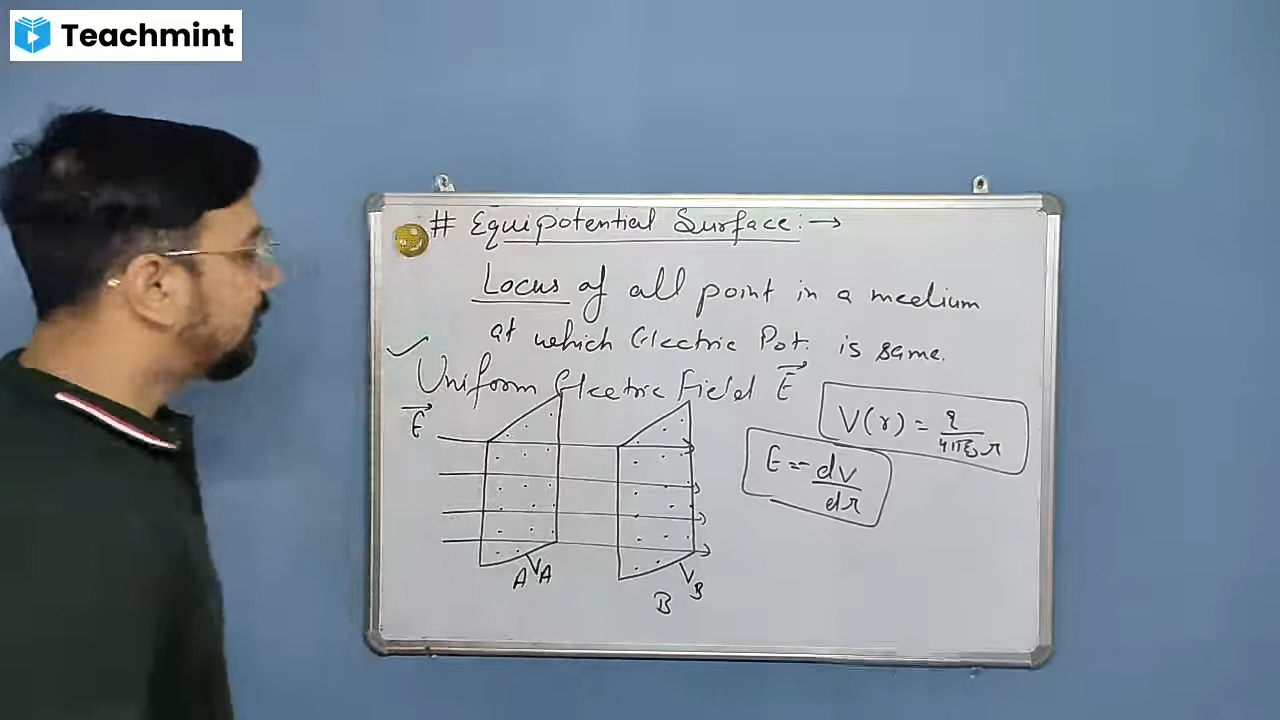 Teachmint
# Equipotential Surface:→
Locus of all point in a medium
at which Electric Pot. is same.
✓ Uniform Electric Field E⃗
E⃗
V(r) = q/4πε₀r
E = -dv/dr
A VA
B VB